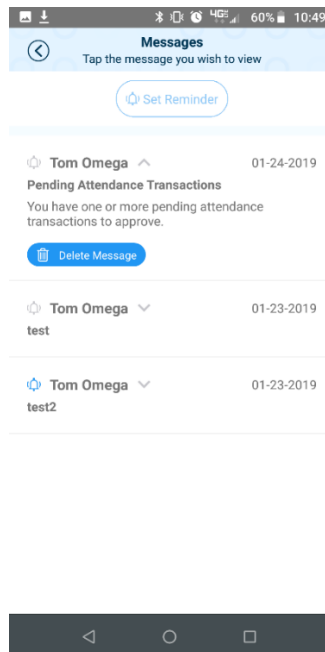 4G 60% 10:49
Messages
Tap the message you wish to view
Set Reminder
Tom Omega 01-24-2019
Pending Attendance Transactions
You have one or more pending attendance
transactions to approve.
Delete Message
Tom Omega 01-23-2019
test
Tom Omega 01-23-2019
test2